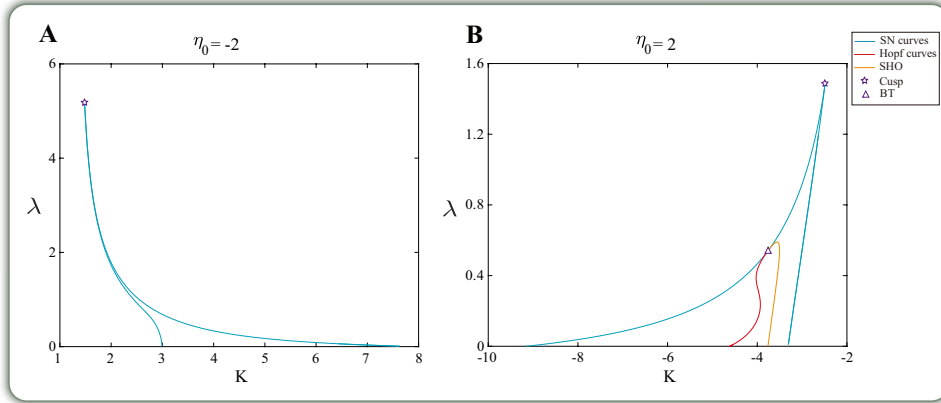 A
η0 = -2
6
4
2
0
λ
1
2
3
4
5
6
7
8
K
B
η0 = 2
1.6
1.2
0.8
0.4
0
λ
-10
-8
-6
-4
-2
K
SN curves
Hopf curves
SHO
Cusp
BT